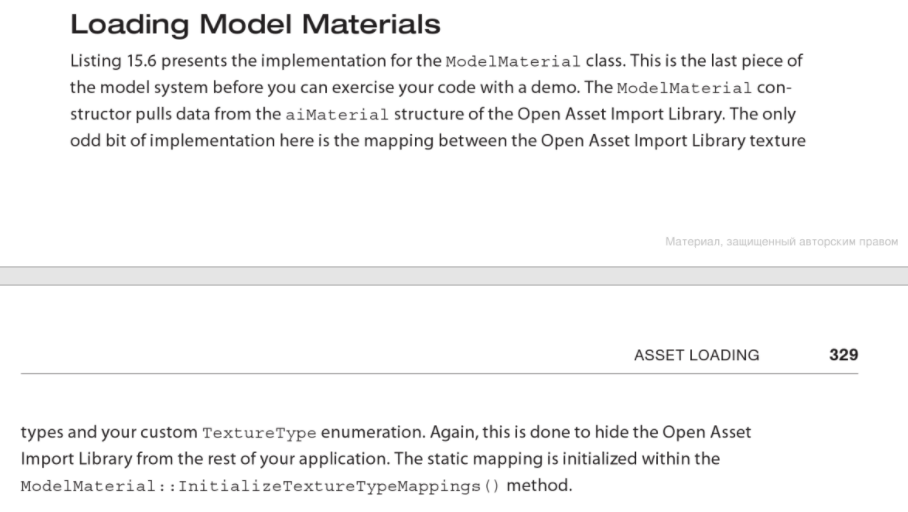 Loading Model Materials
Listing 15.6 presents the implementation for the ModelMaterial class. This is the last piece of
the model system before you can exercise your code with a demo. The ModelMaterial con-
structor pulls data from the aiMaterial structure of the Open Asset Import Library. The only
odd bit of implementation here is the mapping between the Open Asset Import Library texture
Материал, защищенный авторским правом
ASSET LOADING 329
types and your custom TextureType enumeration. Again, this is done to hide the Open Asset
Import Library from the rest of your application. The static mapping is initialized within the
ModelMaterial::InitializeTextureTypeMappings() method.